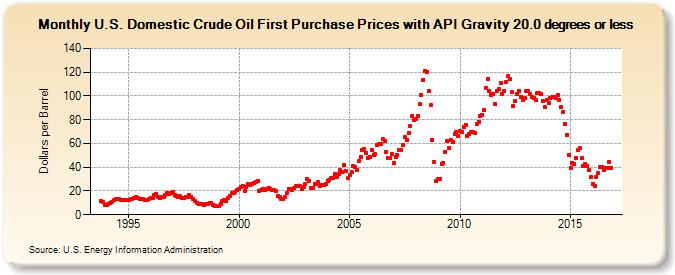 Monthly U.S. Domestic Crude Oil First Purchase Prices with API Gravity 20.0 degrees or less
Dollars per Barrel
140
120
100
80
60
40
20
0
1995 2000 2005 2010 2015
Source: U.S. Energy Information Administration